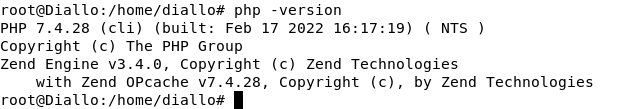 root@Diallo:/home/diallo# php -version
PHP 7.4.28 (cli) (built: Feb 17 2022 16:17:19) ( NTS )
Copyright (c) The PHP Group
Zend Engine v3.4.0, Copyright (c) Zend Technologies
    with Zend OPcache v7.4.28, Copyright (c), by Zend Technologies
root@Diallo:/home/diallo#